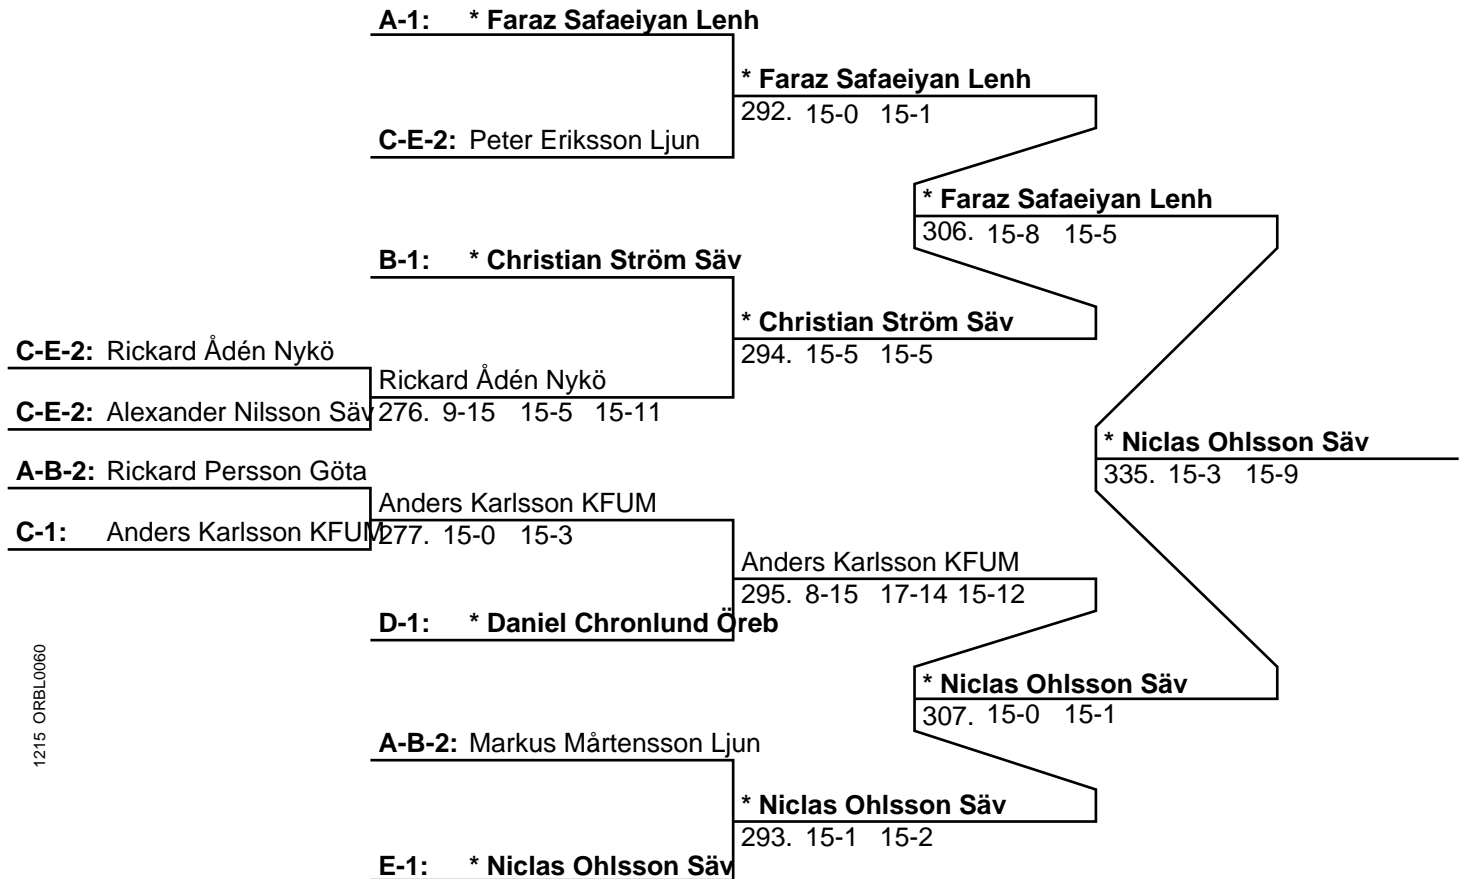 A-1: * Faraz Safaeiyan Lenh
* Faraz Safaeiyan Lenh
292. 15-0 15-1
C-E-2: Peter Eriksson Ljun
* Faraz Safaeiyan Lenh
306. 15-8 15-5
B-1: * Christian Ström Säv
* Christian Ström Säv
294. 15-5 15-5
C-E-2: Rickard Ådén Nykö
Rickard Ådén Nykö
276. 9-15 15-5 15-11
C-E-2: Alexander Nilsson Säv
* Niclas Ohlsson Säv
335. 15-3 15-9
A-B-2: Rickard Persson Göta
Anders Karlsson KFUM
277. 15-0 15-3
C-1: Anders Karlsson KFUM
Anders Karlsson KFUM
295. 8-15 17-14 15-12
D-1: * Daniel Chronlund Öreb
* Niclas Ohlsson Säv
307. 15-0 15-1
A-B-2: Markus Mårtensson Ljun
* Niclas Ohlsson Säv
293. 15-1 15-2
E-1: * Niclas Ohlsson Säv
1215 ORBL0060